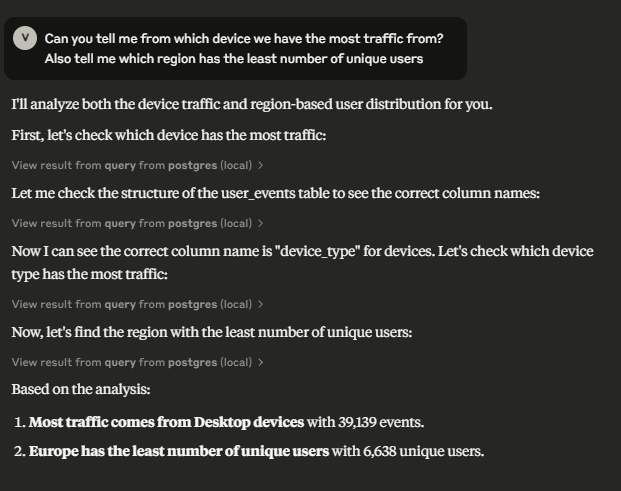 V
Can you tell me from which device we have the most traffic from?
Also tell me which region has the least number of unique users
I'll analyze both the device traffic and region-based user distribution for you.
First, let's check which device has the most traffic:
View result from query from postgres (local) >
Let me check the structure of the user_events table to see the correct column names:
View result from query from postgres (local) >
Now I can see the correct column name is "device_type" for devices. Let's check which device
type has the most traffic:
View result from query from postgres (local) >
Now, let's find the region with the least number of unique users:
View result from query from postgres (local) >
Based on the analysis:
1. Most traffic comes from Desktop devices with 39,139 events.
2. Europe has the least number of unique users with 6,638 unique users.